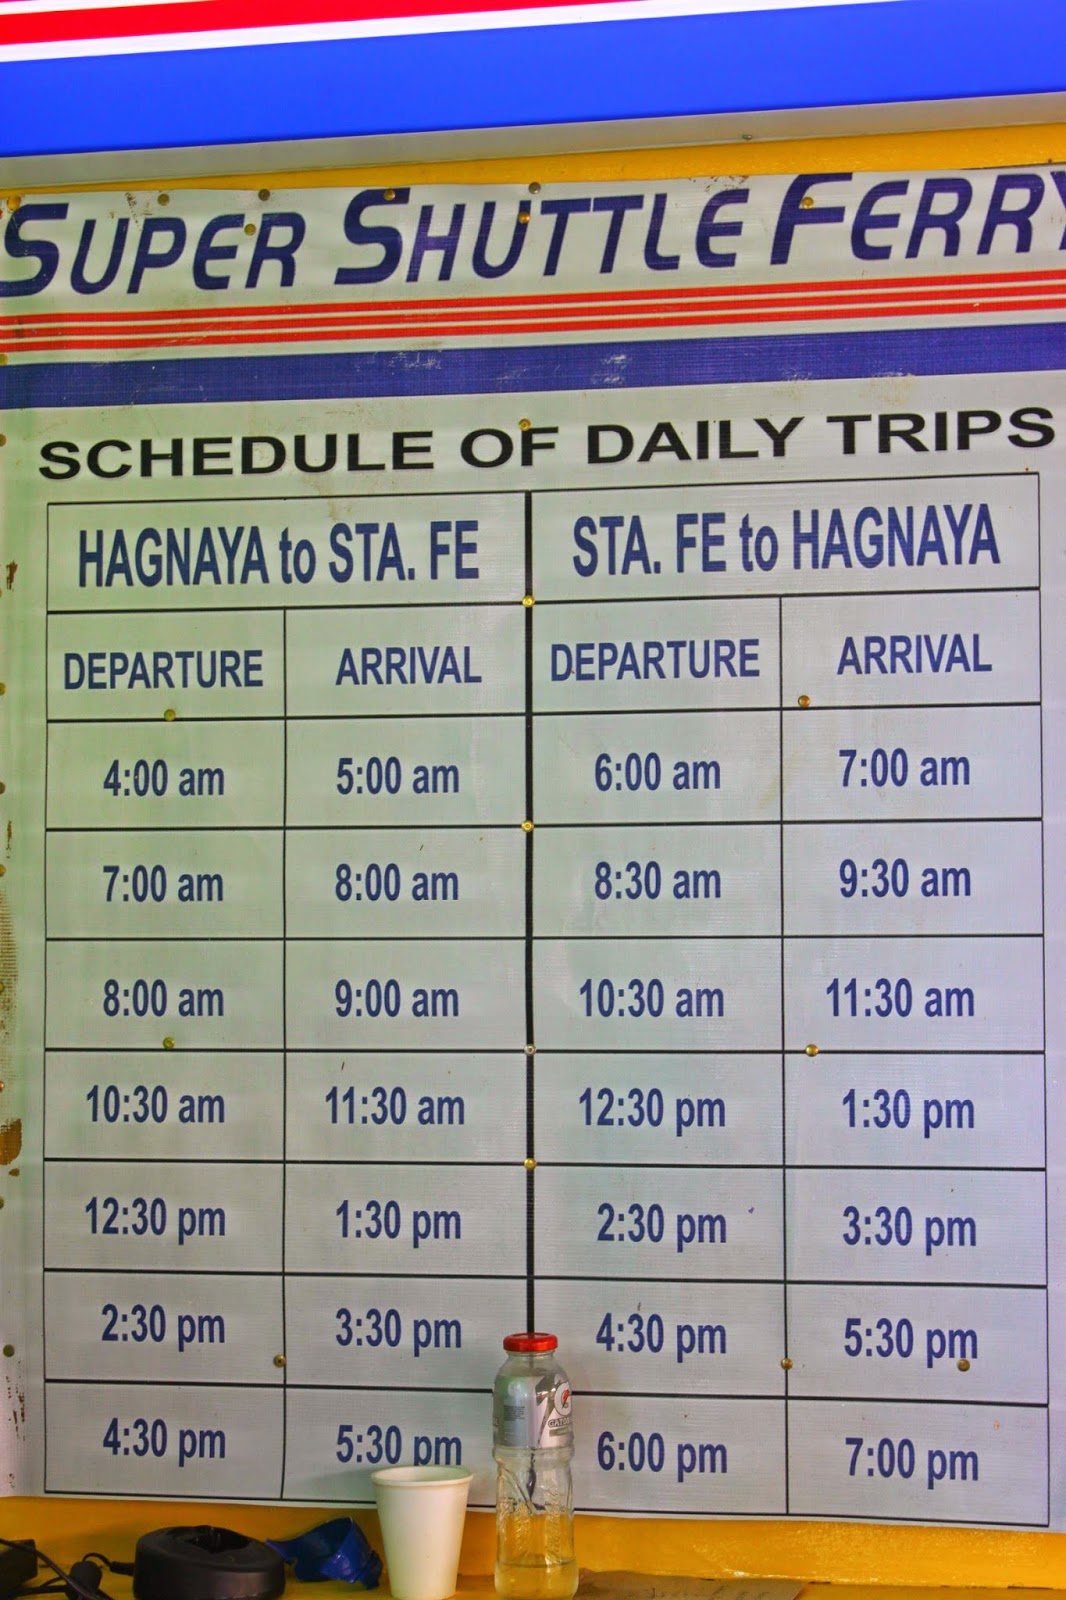 SUPER SHUTTLE FERRY
SCHEDULE OF DAILY TRIPS
HAGNAYA to STA. FE STA. FE to HAGNAYA
DEPARTURE ARRIVAL DEPARTURE ARRIVAL
4:00 am 5:00 am 6:00 am 7:00 am
7:00 am 8:00 am 8:30 am 9:30 am
8:00 am 9:00 am 10:30 am 11:30 am
10:30 am 11:30 am 12:30 pm 1:30 pm
12:30 pm 1:30 pm 2:30 pm 3:30 pm
2:30 pm 3:30 pm 4:30 pm 5:30 pm
4:30 pm 5:30 pm 6:00 pm 7:00 pm